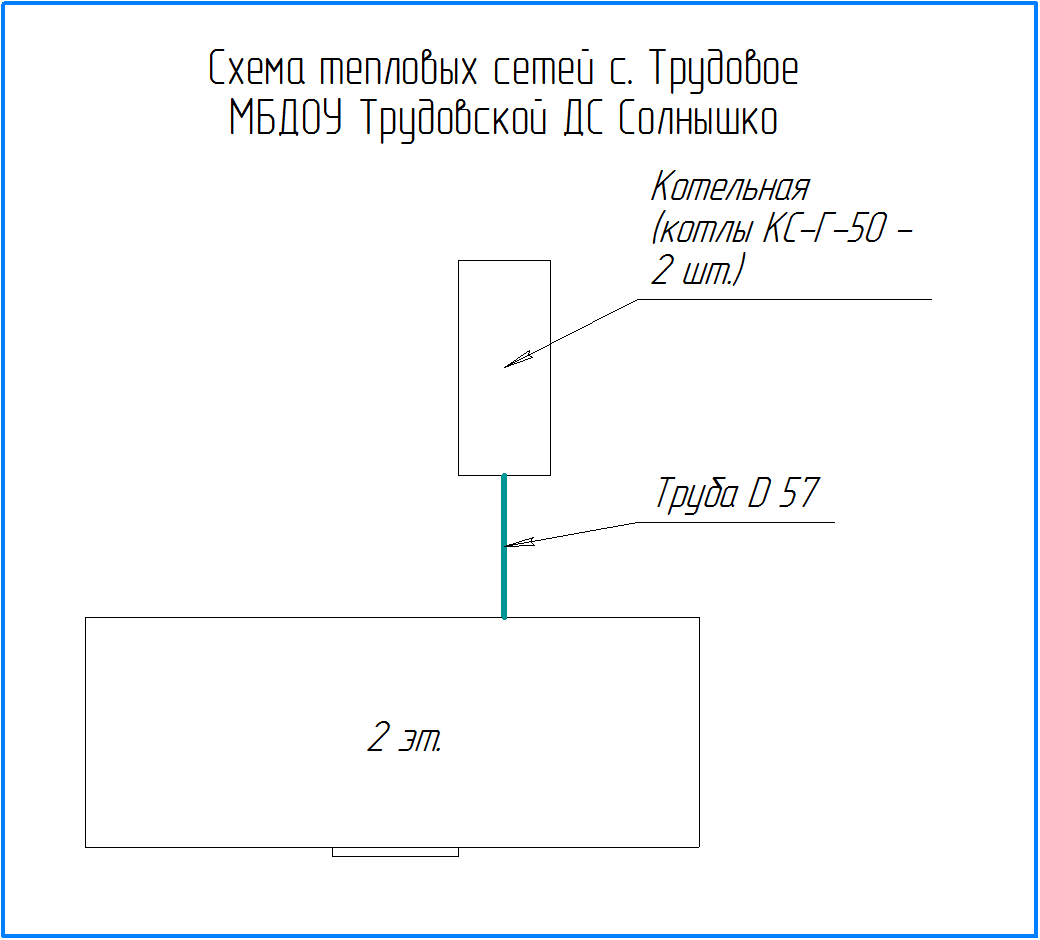 Схема тепловых сетей с. Трудовое
МБДОУ Трудовской ДС Солнышко
Котельная
(котлы КС-Г-50 -
2 шт.)
Труба D 57
2 эт.